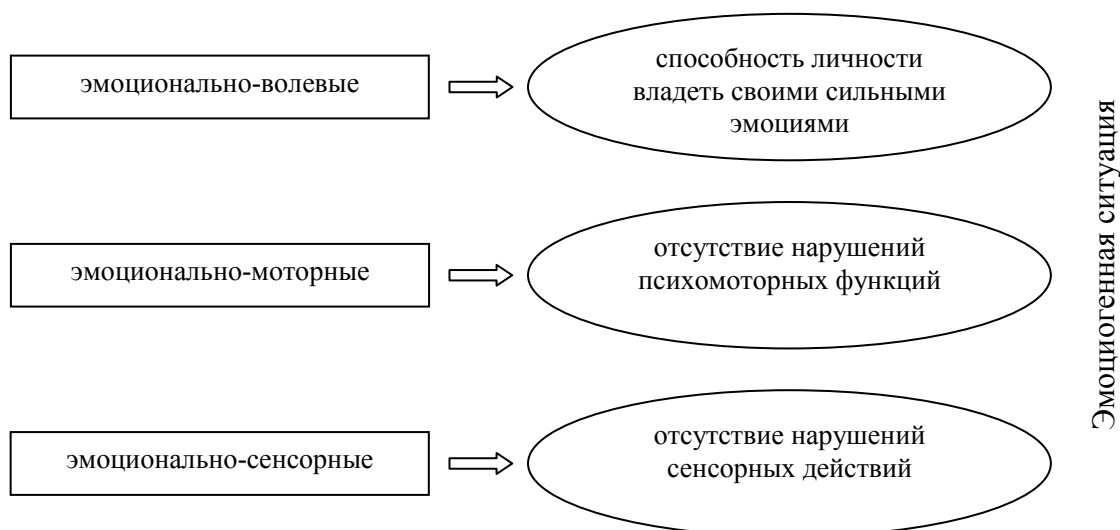 эмоционально-волевые
способность личности
владеть своими сильными
эмоциями
эмоционально-моторные
отсутствие нарушений
психомоторных функций
эмоционально-сенсорные
отсутствие нарушений
сенсорных действий
Эмоциогенная ситуация